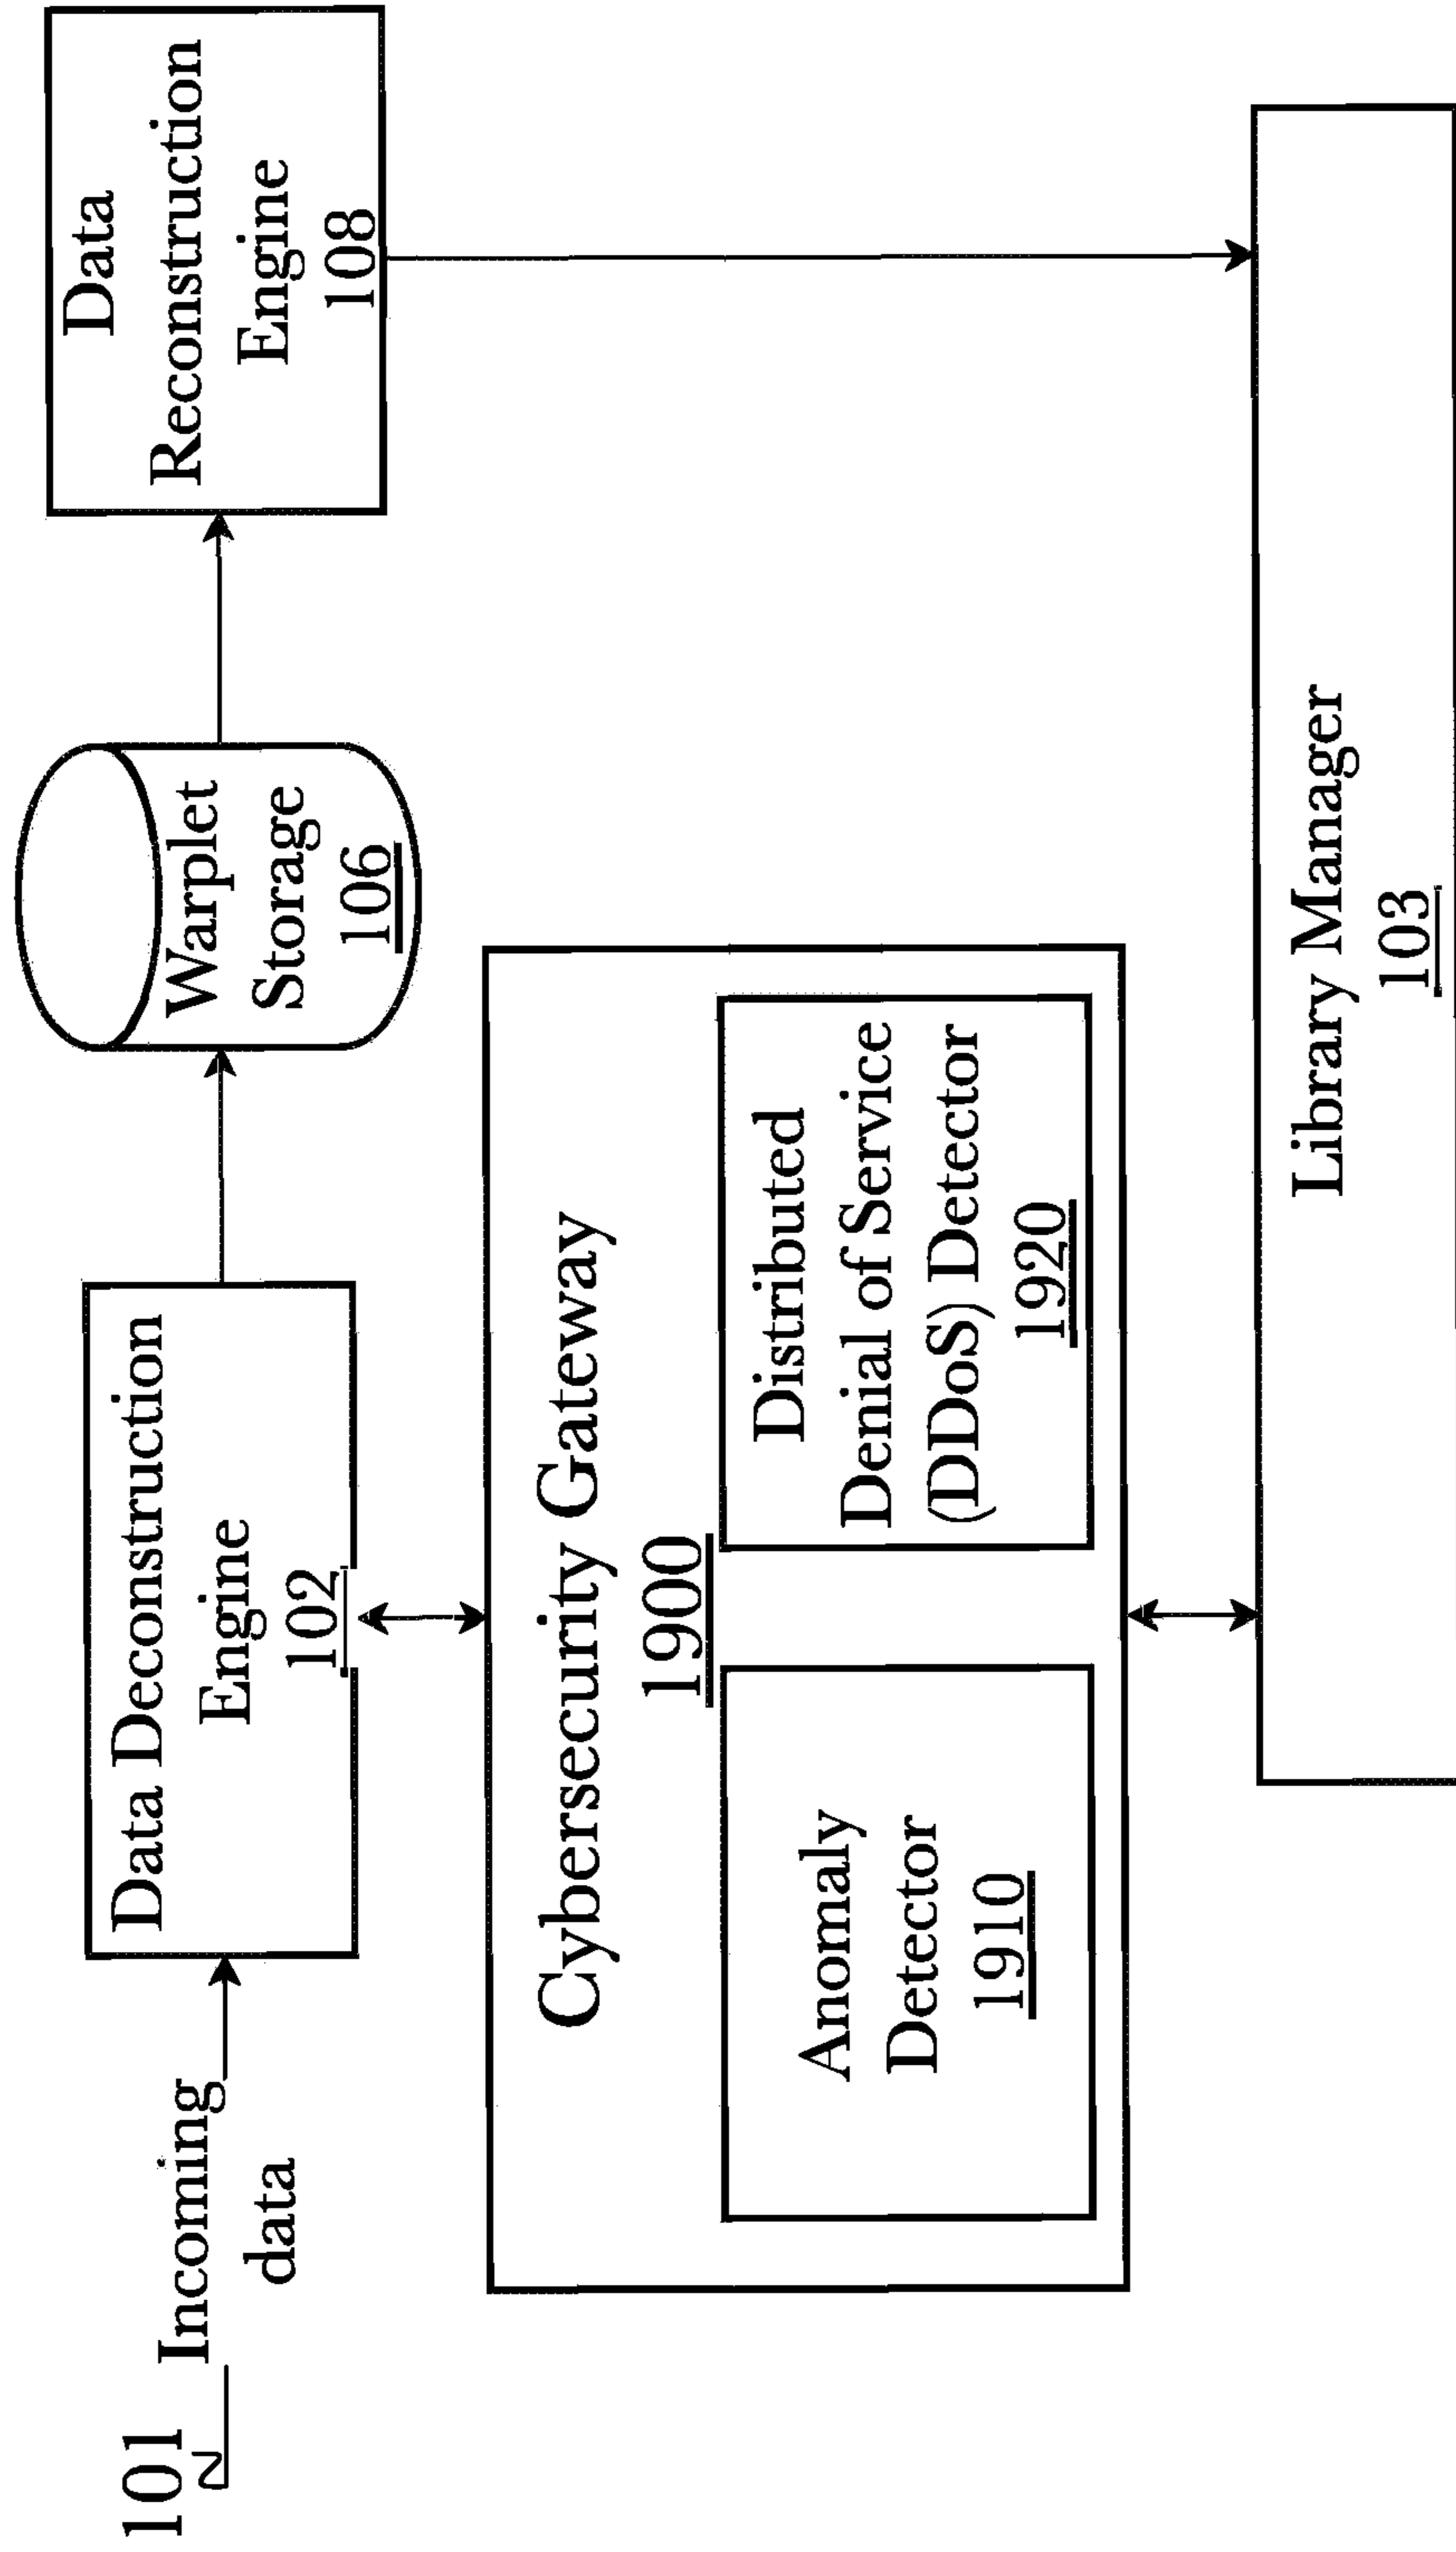 101
Incoming
data
Data Deconstruction
Engine
102
Warplet
Storage
106
Data
Reconstruction
Engine
108
Cybersecurity Gateway
1900
Anomaly
Detector
1910
Distributed
Denial of Service
(DDoS) Detector
1920
Library Manager
103